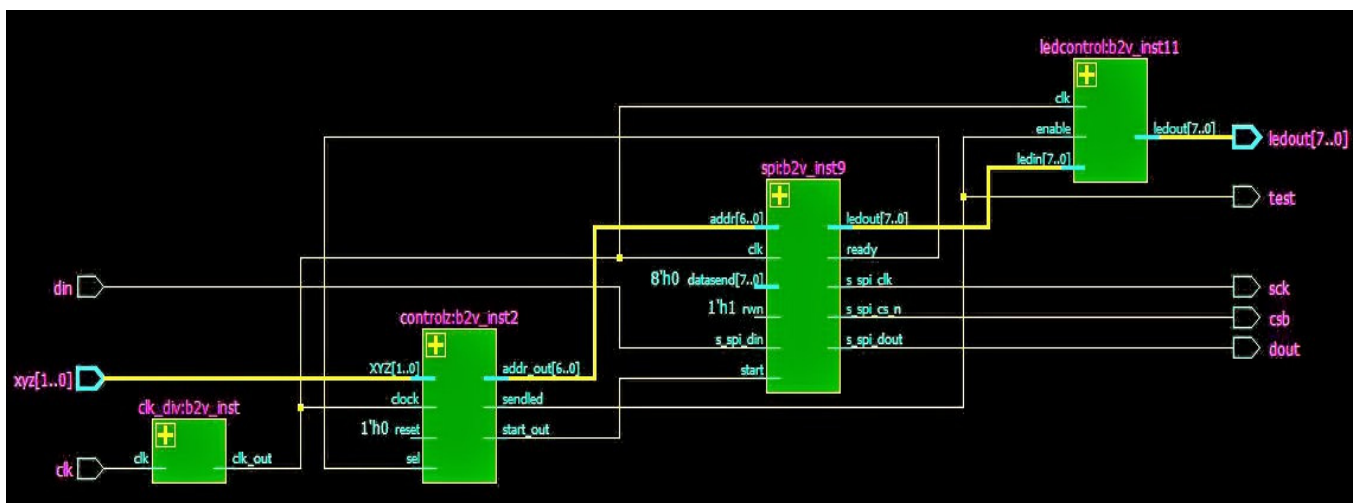 ledcontrol:b2v_inst11
clk
enable
ledin[7..0]
ledout[7..0]
ledout[7..0]
test
spi:b2v_inst9
addr[6..0]
clk
8'h0 datasend[7..0]
1'h1 rwn
s_spi_din
start
ledout[7..0]
ready
s_spi_clk
s_spi_cs_n
s_spi_dout
sck
csb
dout
din
controlz:b2v_inst2
XYZ[1..0]
clock
1'h0 reset
sel
addr_out[6..0]
sendled
start_out
xyz[1..0]
clk_div:b2v_inst
clk
clk
clk_out